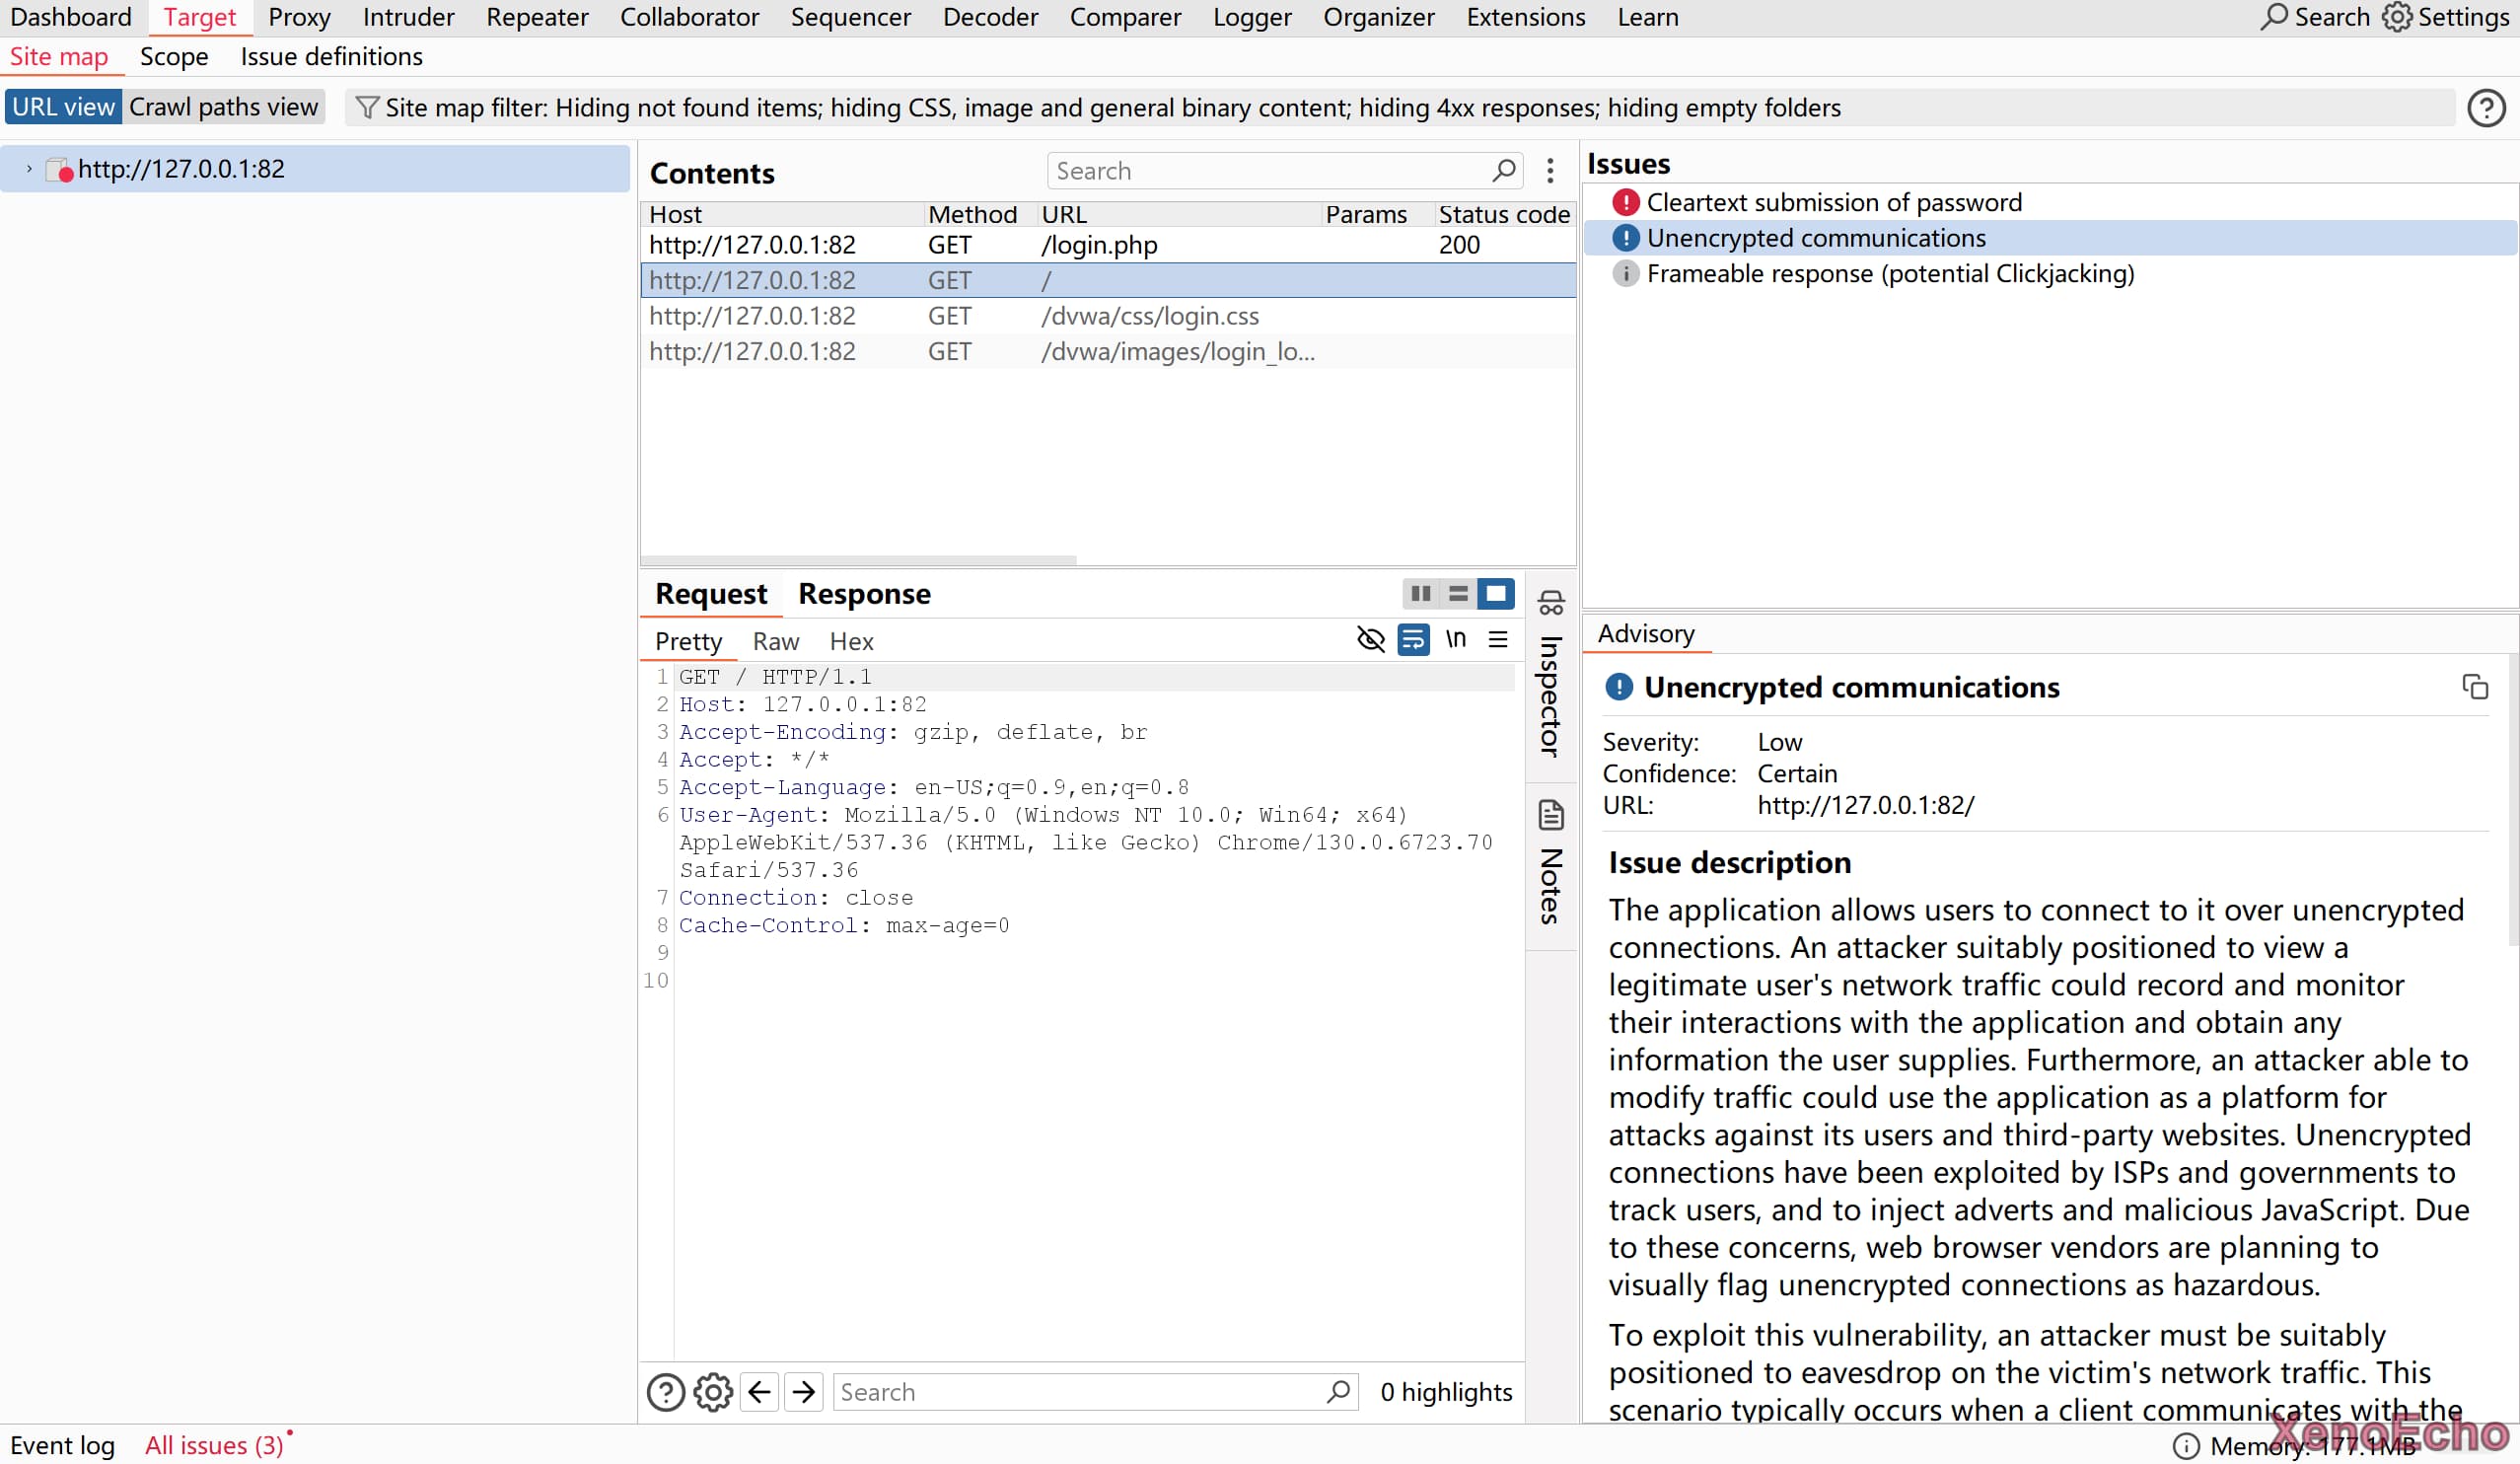 Dashboard Target Proxy Intruder Repeater Collaborator Sequencer Decoder Comparer Logger Organizer Extensions Learn Search Settings
Site map Scope Issue definitions
URL view Crawl paths view Site map filter: Hiding not found items; hiding CSS, image and general binary content; hiding 4xx responses; hiding empty folders ?
http://127.0.0.1:82
Contents Search
Host Method URL Params Status code
http://127.0.0.1:82 GET /login.php 200
http://127.0.0.1:82 GET /
http://127.0.0.1:82 GET /dvwa/css/login.css
http://127.0.0.1:82 GET /dvwa/images/login_lo...
Request Response
Pretty Raw Hex \n
1 GET / HTTP/1.1
2 Host: 127.0.0.1:82
3 Accept-Encoding: gzip, deflate, br
4 Accept: */*
5 Accept-Language: en-US;q=0.9,en;q=0.8
6 User-Agent: Mozilla/5.0 (Windows NT 10.0; Win64; x64)
AppleWebKit/537.36 (KHTML, like Gecko) Chrome/130.0.6723.70
Safari/537.36
7 Connection: close
8 Cache-Control: max-age=0
9
10
Inspector
Notes
? Search 0 highlights
Issues
! Cleartext submission of password
! Unencrypted communications
i Frameable response (potential Clickjacking)
Advisory
! Unencrypted communications
Severity: Low
Confidence: Certain
URL: http://127.0.0.1:82/
Issue description
The application allows users to connect to it over unencrypted
connections. An attacker suitably positioned to view a
legitimate user's network traffic could record and monitor
their interactions with the application and obtain any
information the user supplies. Furthermore, an attacker able to
modify traffic could use the application as a platform for
attacks against its users and third-party websites. Unencrypted
connections have been exploited by ISPs and governments to
track users, and to inject adverts and malicious JavaScript. Due
to these concerns, web browser vendors are planning to
visually flag unencrypted connections as hazardous.
To exploit this vulnerability, an attacker must be suitably
positioned to eavesdrop on the victim's network traffic. This
scenario typically occurs when a client communicates with the
Event log All issues (3) i Memory: 177.1MB
XenoEcho